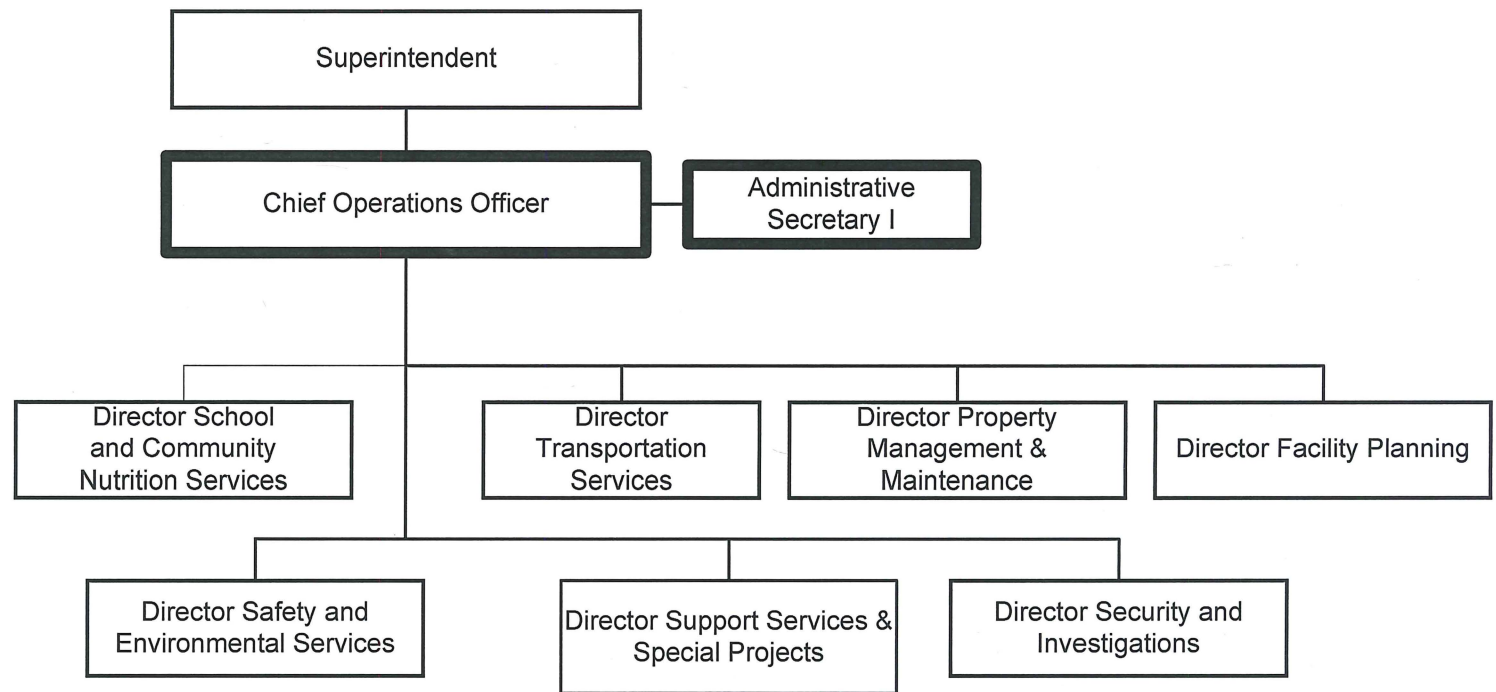 Superintendent
Chief Operations Officer
Administrative
Secretary I
Director School
and Community
Nutrition Services
Director
Transportation
Services
Director Property
Management &
Maintenance
Director Facility Planning
Director Safety and
Environmental Services
Director Support Services &
Special Projects
Director Security and
Investigations